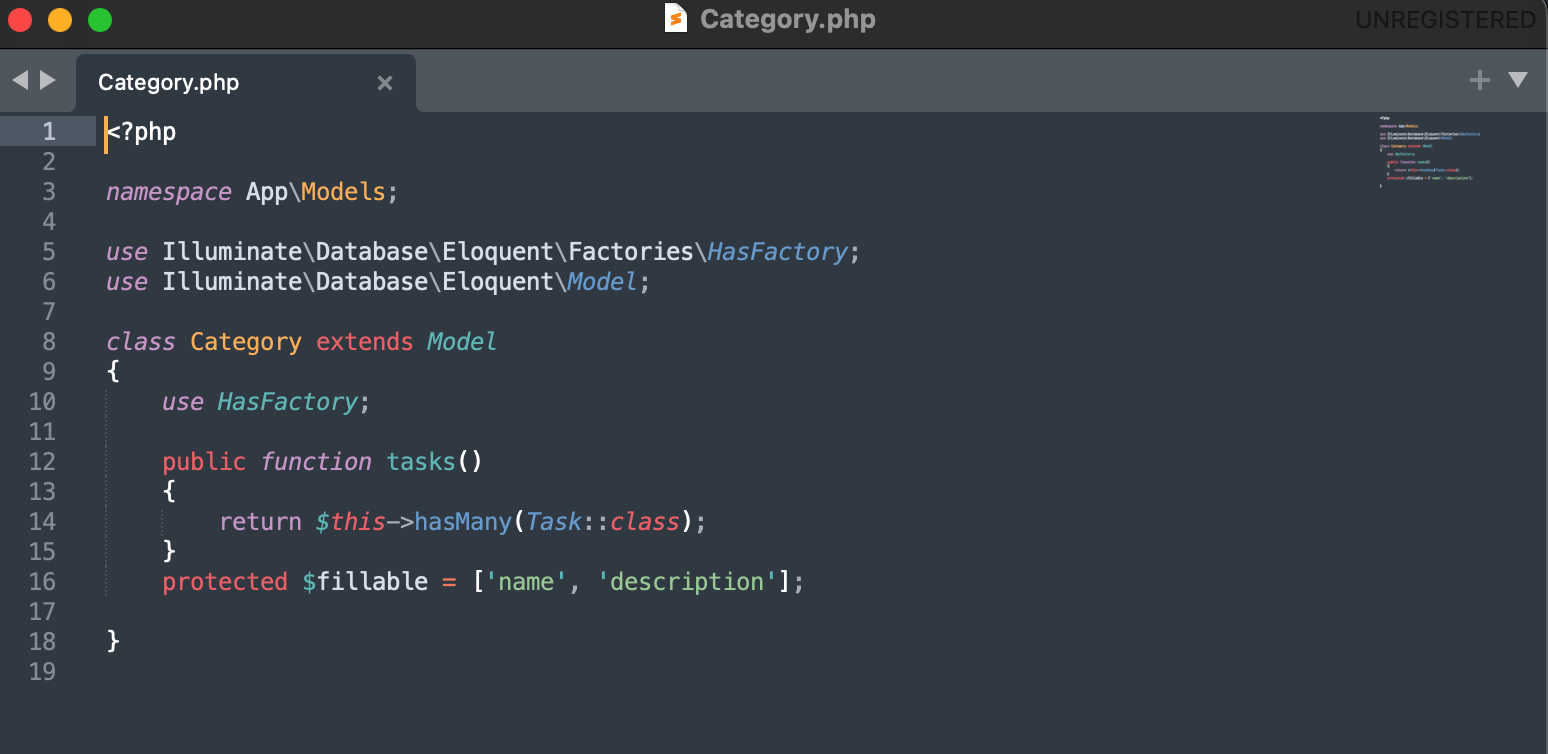 Category.php
UNREGISTERED
Category.php
1 <?php
2
3 namespace App\Models;
4
5 use Illuminate\Database\Eloquent\Factories\HasFactory;
6 use Illuminate\Database\Eloquent\Model;
7
8 class Category extends Model
9 {
10     use HasFactory;
11
12     public function tasks()
13     {
14         return $this->hasMany(Task::class);
15     }
16     protected $fillable = ['name', 'description'];
17
18 }
19